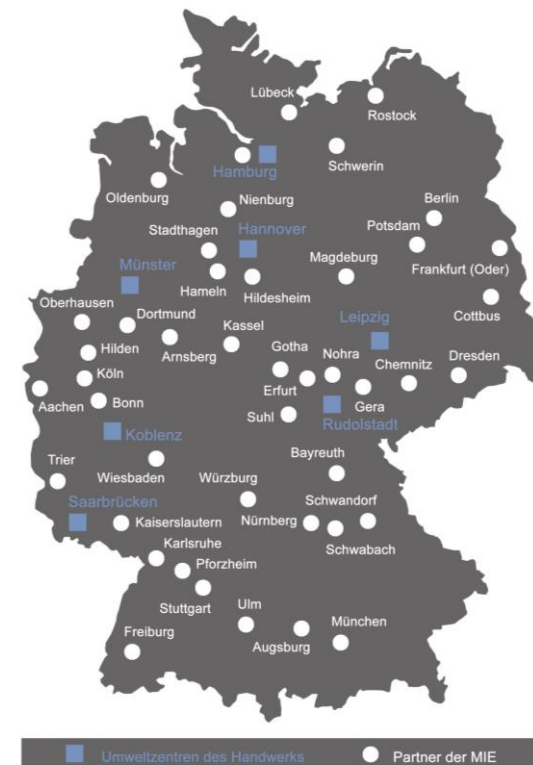 Lübeck
Rostock
Schwerin
Hamburg
Oldenburg
Nienburg
Berlin
Stadthagen
Hannover
Potsdam
Münster
Magdeburg
Frankfurt (Oder)
Hameln
Hildesheim
Oberhausen
Dortmund
Cottbus
Leipzig
Kassel
Hilden
Arnsberg
Gotha
Nohra
Chemnitz
Dresden
Köln
Erfurt
Aachen
Bonn
Gera
Suhl
Rudolstadt
Koblenz
Bayreuth
Trier
Wiesbaden
Würzburg
Saarbrücken
Schwandorf
Kaiserslautern
Nürnberg
Karlsruhe
Schwabach
Pforzheim
Stuttgart
Ulm
München
Freiburg
Augsburg
Umweltzentren des Handwerks
Partner der MIE